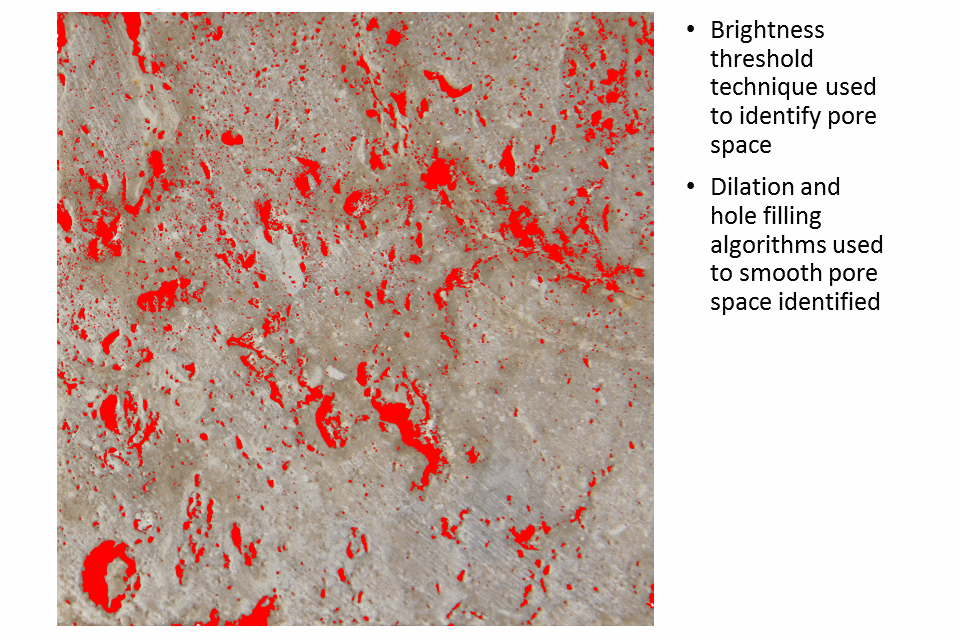 • Brightness
threshold
technique used
to identify pore
space
• Dilation and
hole filling
algorithms used
to smooth pore
space identified